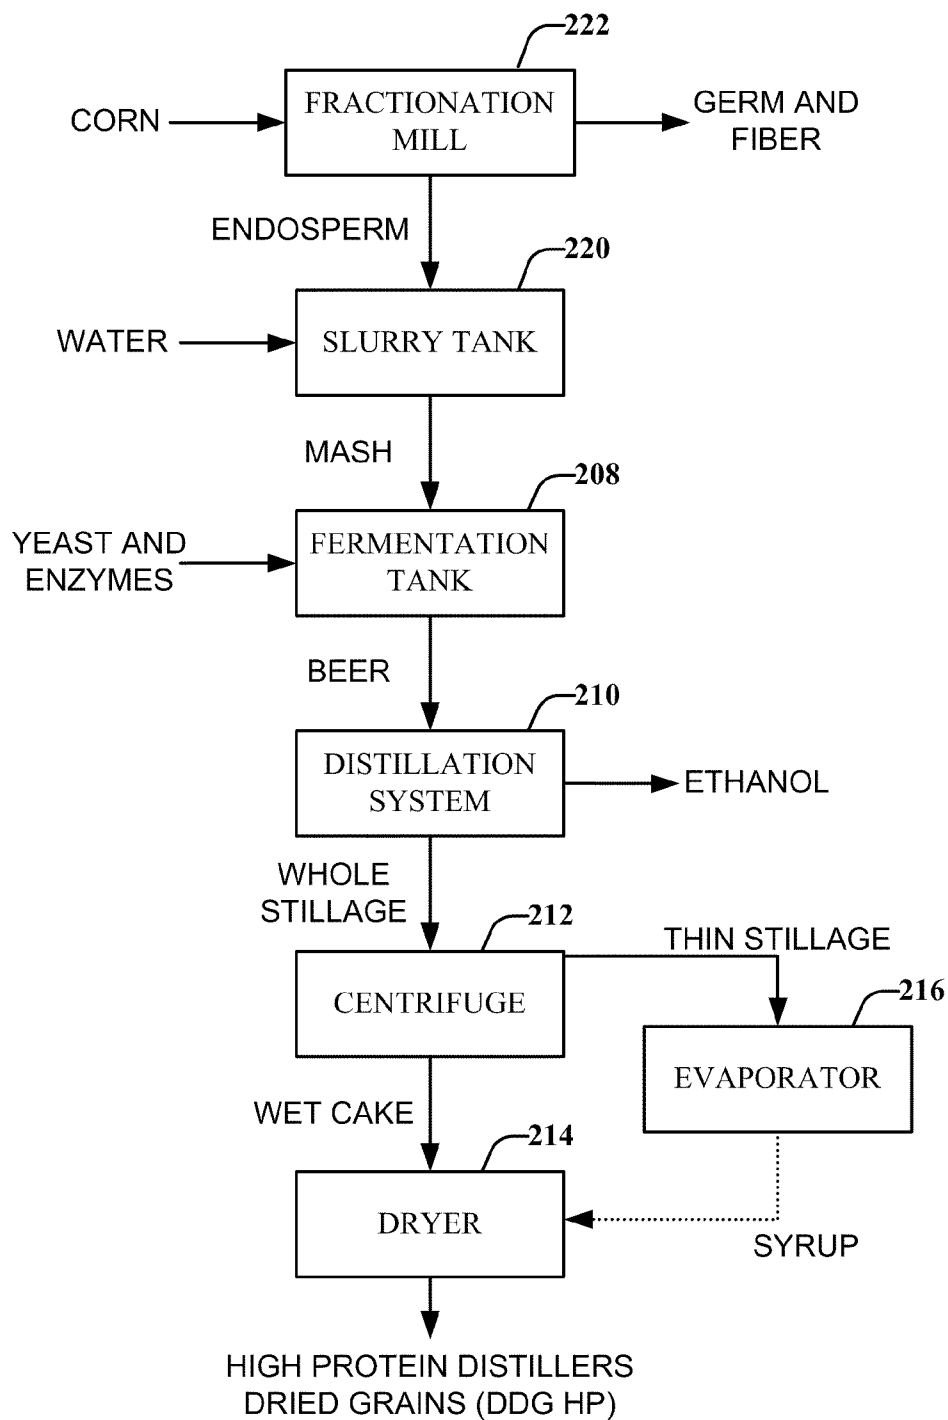 222
FRACTIONATION
MILL
CORN
GERM AND
FIBER
ENDOSPERM
220
SLURRY TANK
WATER
MASH
208
FERMENTATION
TANK
YEAST AND
ENZYMES
BEER
210
DISTILLATION
SYSTEM
ETHANOL
WHOLE
STILLAGE
212
CENTRIFUGE
THIN STILLAGE
216
EVAPORATOR
WET CAKE
214
DRYER
SYRUP
HIGH PROTEIN DISTILLERS
DRIED GRAINS (DDG HP)